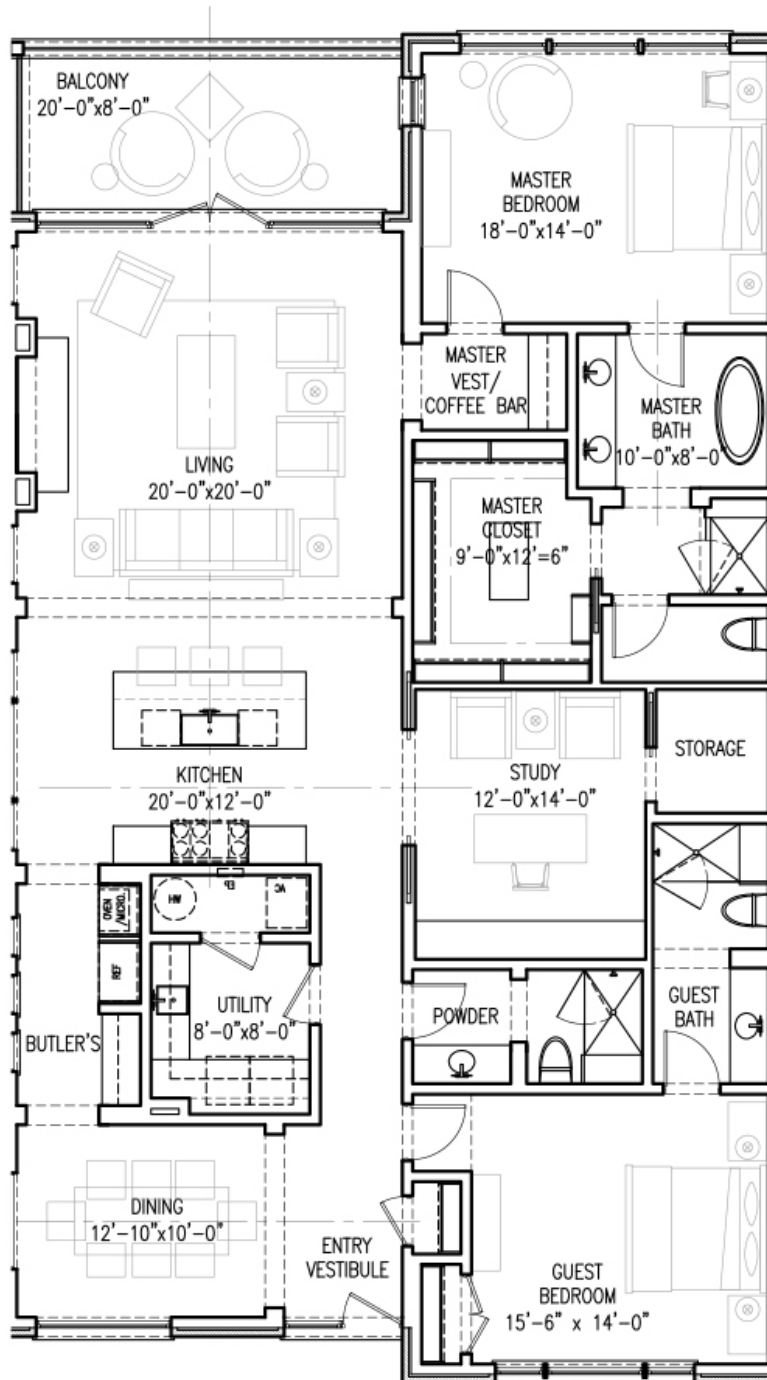 BALCONY
20'-0"x8'-0"
MASTER
BEDROOM
18'-0"x14'-0"
MASTER
VEST/
COFFEE BAR
MASTER
BATH
10'-0"x8'-0"
LIVING
20'-0"x20'-0"
MASTER
CLOSET
9'-0"x12'=6"
KITCHEN
20'-0"x12'-0"
STUDY
12'-0"x14'-0"
STORAGE
OVEN
/MICRO.
REF
HW
EP
AC
UTILITY
8'-0"x8'-0"
BUTLER'S
POWDER
GUEST
BATH
DINING
12'-10"x10'-0"
ENTRY
VESTIBULE
GUEST
BEDROOM
15'-6" x 14'-0"